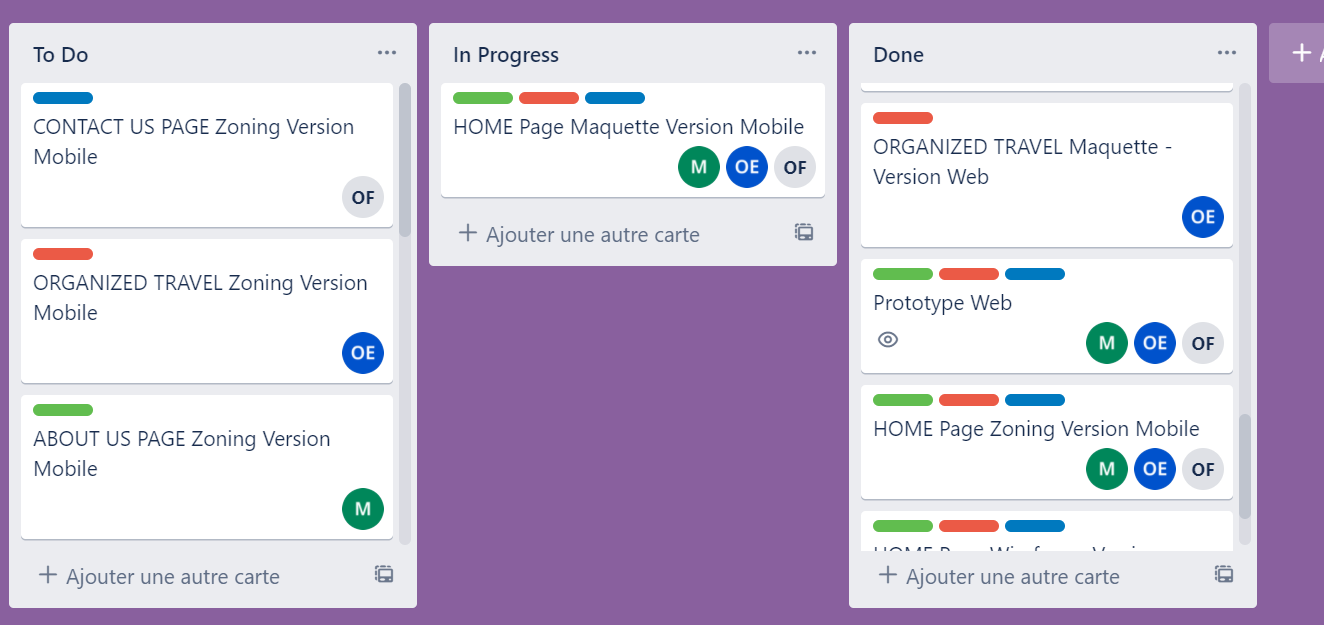 To Do
CONTACT US PAGE Zoning Version
Mobile
OF
ORGANIZED TRAVEL Zoning Version
Mobile
OE
ABOUT US PAGE Zoning Version
Mobile
M
Ajouter une autre carte
In Progress
HOME Page Maquette Version Mobile
M OE OF
Ajouter une autre carte
Done
ORGANIZED TRAVEL Maquette -
Version Web
OE
Prototype Web
M OE OF
HOME Page Zoning Version Mobile
M OE OF
HOME Page
Ajouter une autre carte